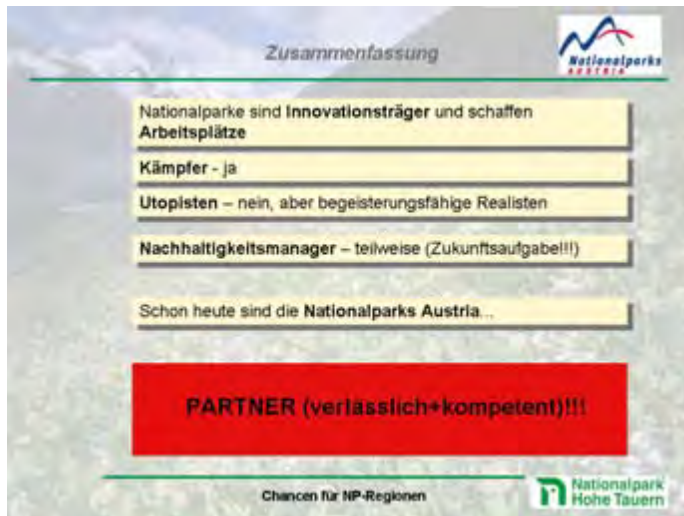 Zusammenfassung
Nationalparks
AUSTRIA
Nationalparke sind Innovationsträger und schaffen
Arbeitsplätze
Kämpfer - ja
Utopisten – nein, aber begeisterungsfähige Realisten
Nachhaltigkeitsmanager – teilweise (Zukunftsaufgabe!!!)
Schon heute sind die Nationalparks Austria...
PARTNER (verlässlich+kompetent)!!!
Chancen für NP-Regionen
Nationalpark
Hohe Tauern